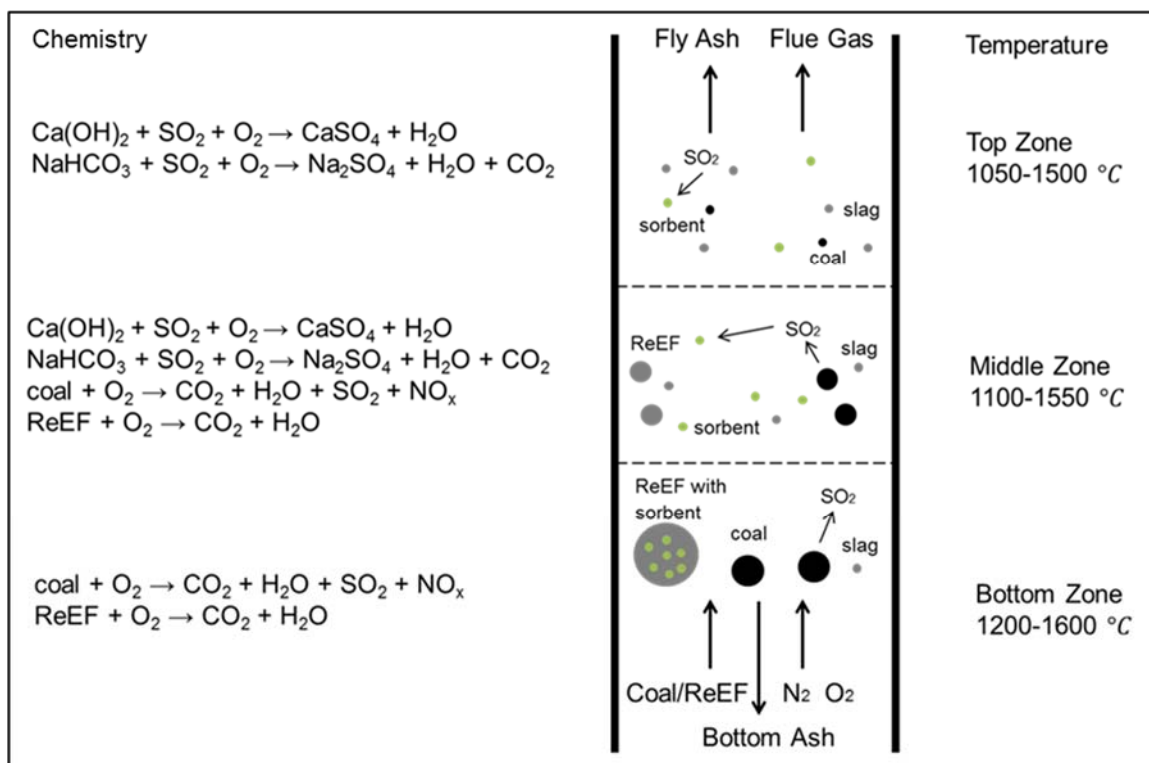 Chemistry
Fly Ash
Flue Gas
Temperature
Ca(OH)₂ + SO₂ + O₂ → CaSO₄ + H₂O
NaHCO₃ + SO₂ + O₂ → Na₂SO₄ + H₂O + CO₂
SO₂
sorbent
slag
coal
Top Zone
1050-1500 °C
Ca(OH)₂ + SO₂ + O₂ → CaSO₄ + H₂O
NaHCO₃ + SO₂ + O₂ → Na₂SO₄ + H₂O + CO₂
coal + O₂ → CO₂ + H₂O + SO₂ + NOₓ
ReEF + O₂ → CO₂ + H₂O
ReEF
SO₂
slag
sorbent
Middle Zone
1100-1550 °C
ReEF with
sorbent
coal
SO₂
slag
coal + O₂ → CO₂ + H₂O + SO₂ + NOₓ
ReEF + O₂ → CO₂ + H₂O
Bottom Zone
1200-1600 °C
Coal/ReEF
N₂ O₂
Bottom Ash